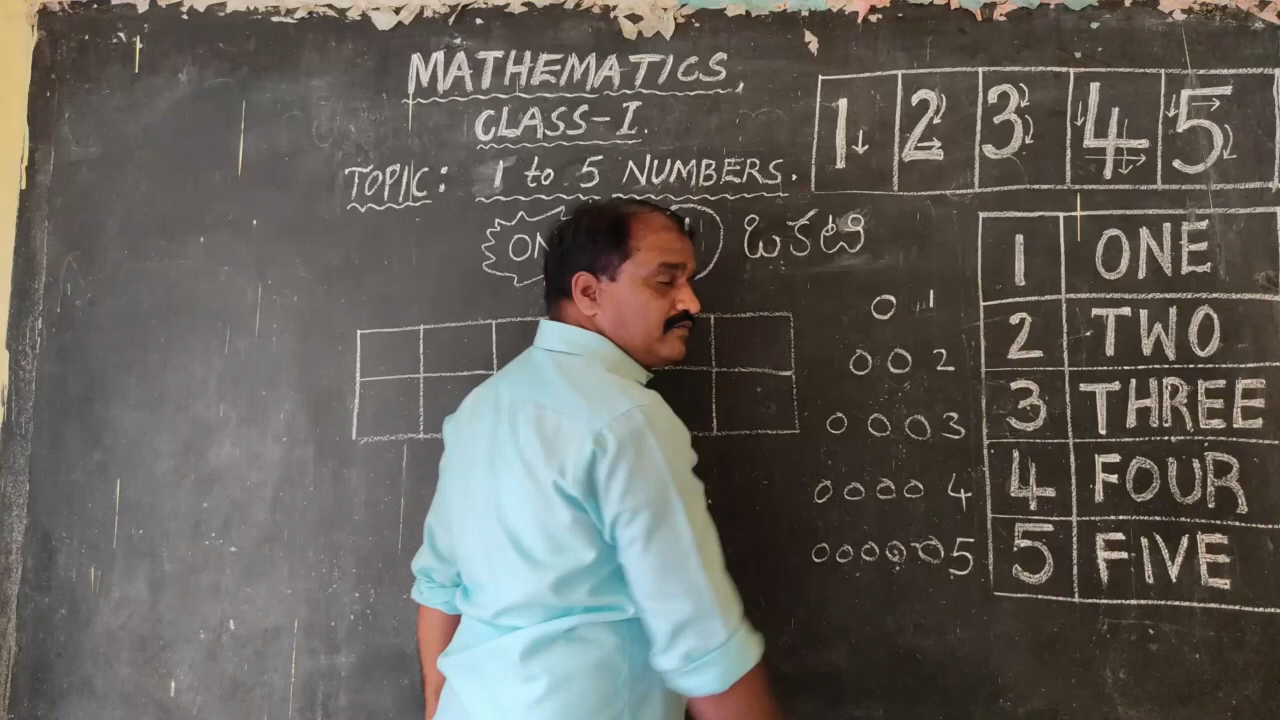 MATHEMATICS,
CLASS-I.
TOPIC: 1 to 5 NUMBERS.
1 2 3 4 5
ఒకటి
1
2
3
4
5
1 ONE
2 TWO
3 THREE
4 FOUR
5 FIVE